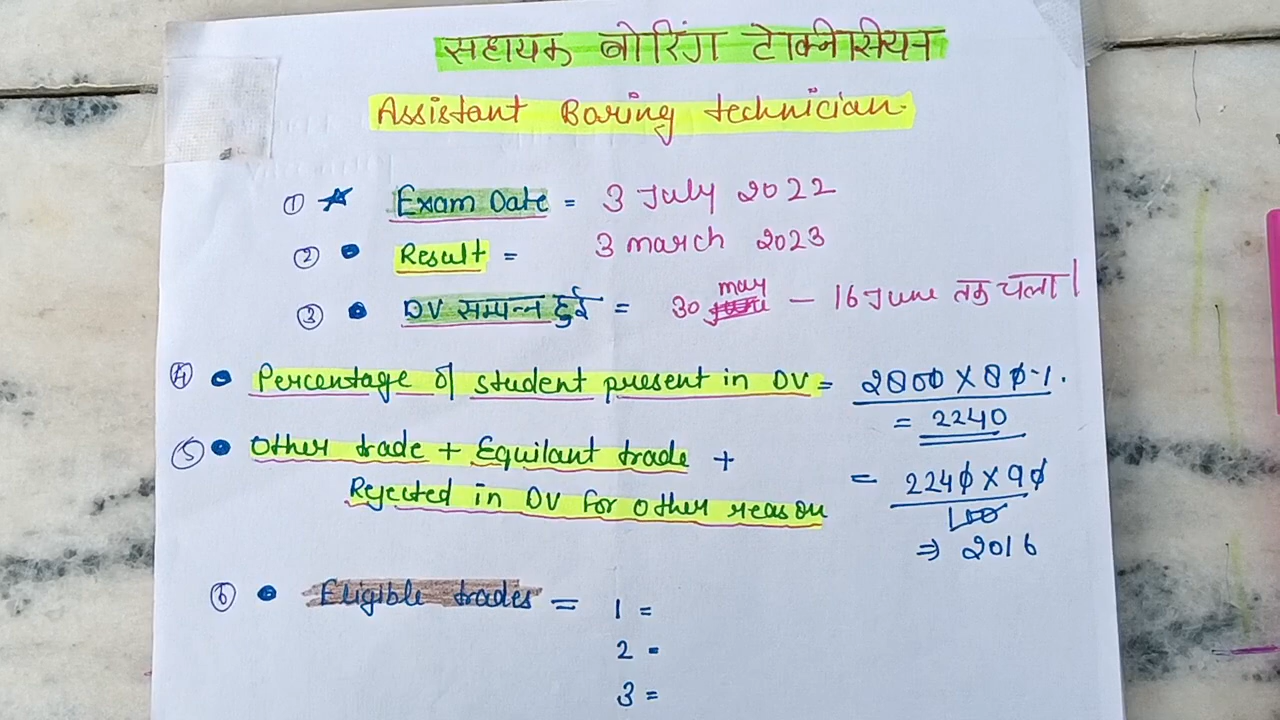 सहायक बोरिंग टेक्नीशियन
Assistant Boring technician.
① ★ Exam Date = 3 July 2022
② • Result = 3 march 2023
③ • DV सम्पन्न हुई = 30 may – 16 June तक चला।
④ • Percentage of student present in DV = 2800 X 80%.
= 2240
⑤ • Other trade + Equilant trade + = 2240 X 90
Rejected in DV for other reason 100
⇒ 2016
⑥ • Eligible trades = 1 =
2 =
3 =